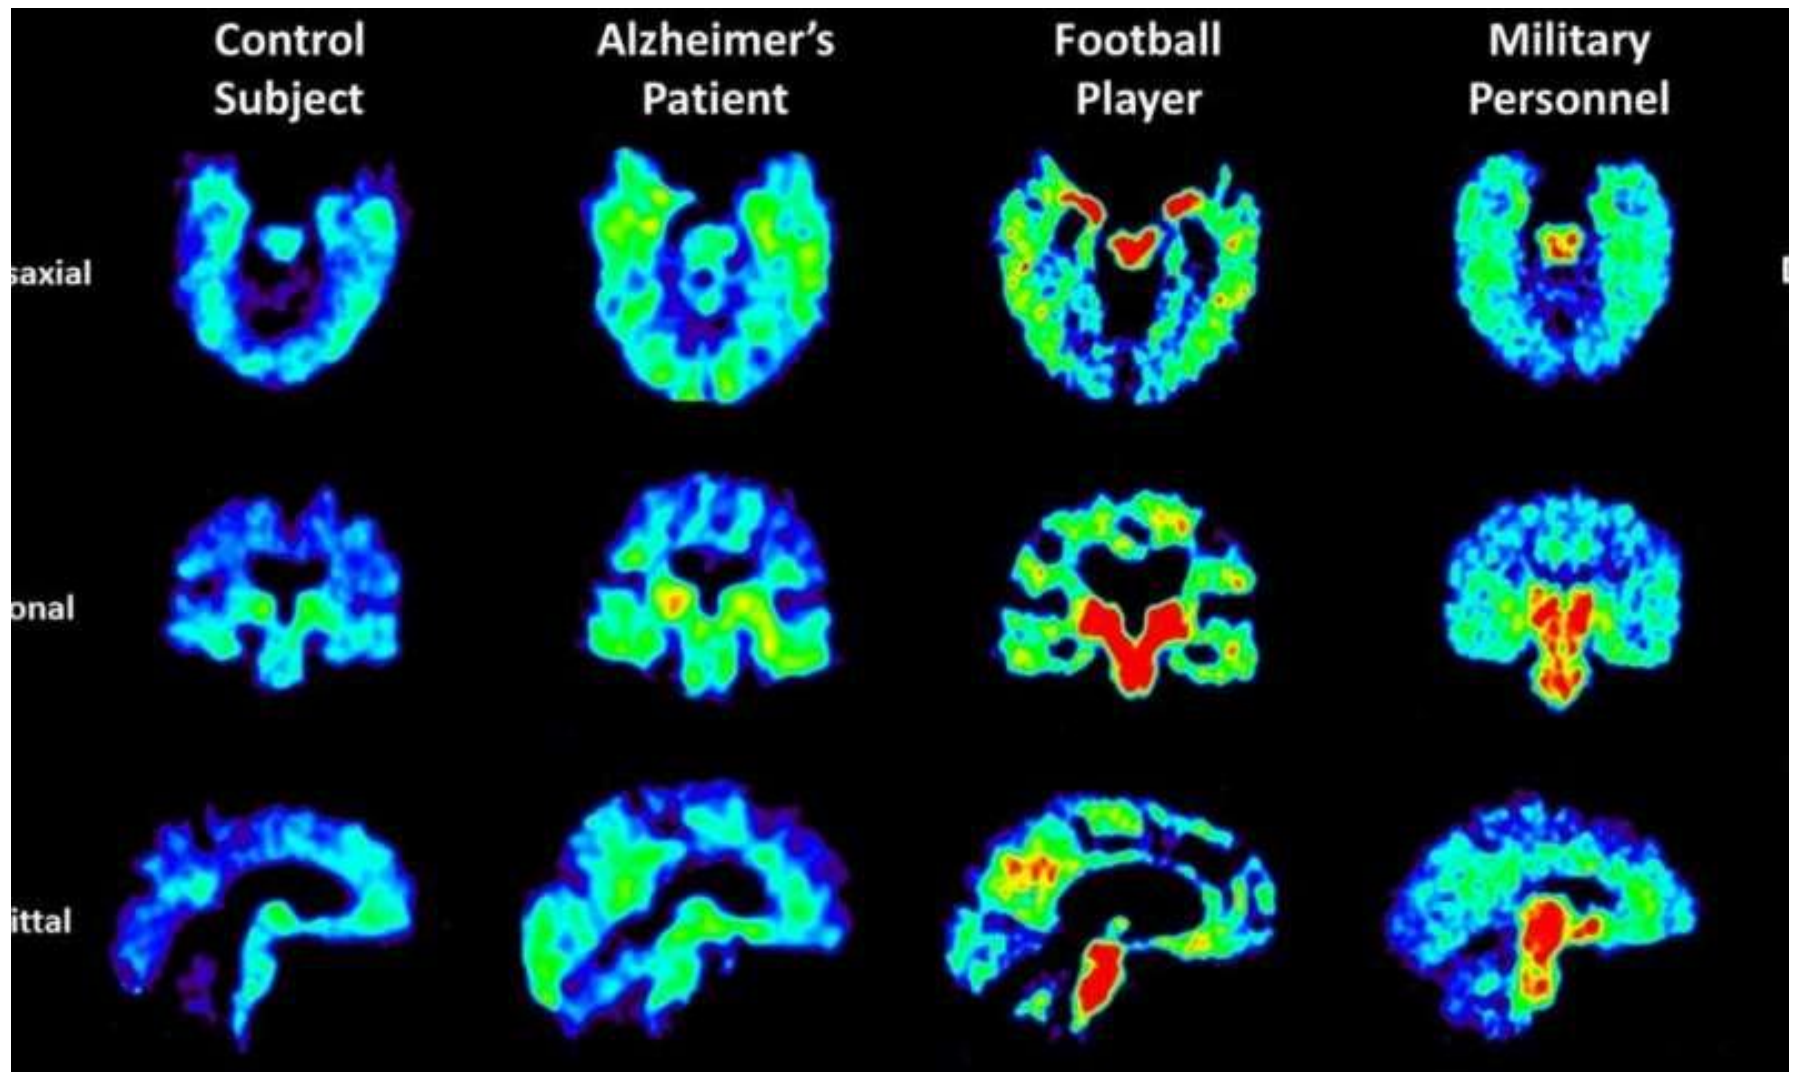 Control
Subject
Alzheimer’s
Patient
Football
Player
Military
Personnel
saxial
onal
ittal